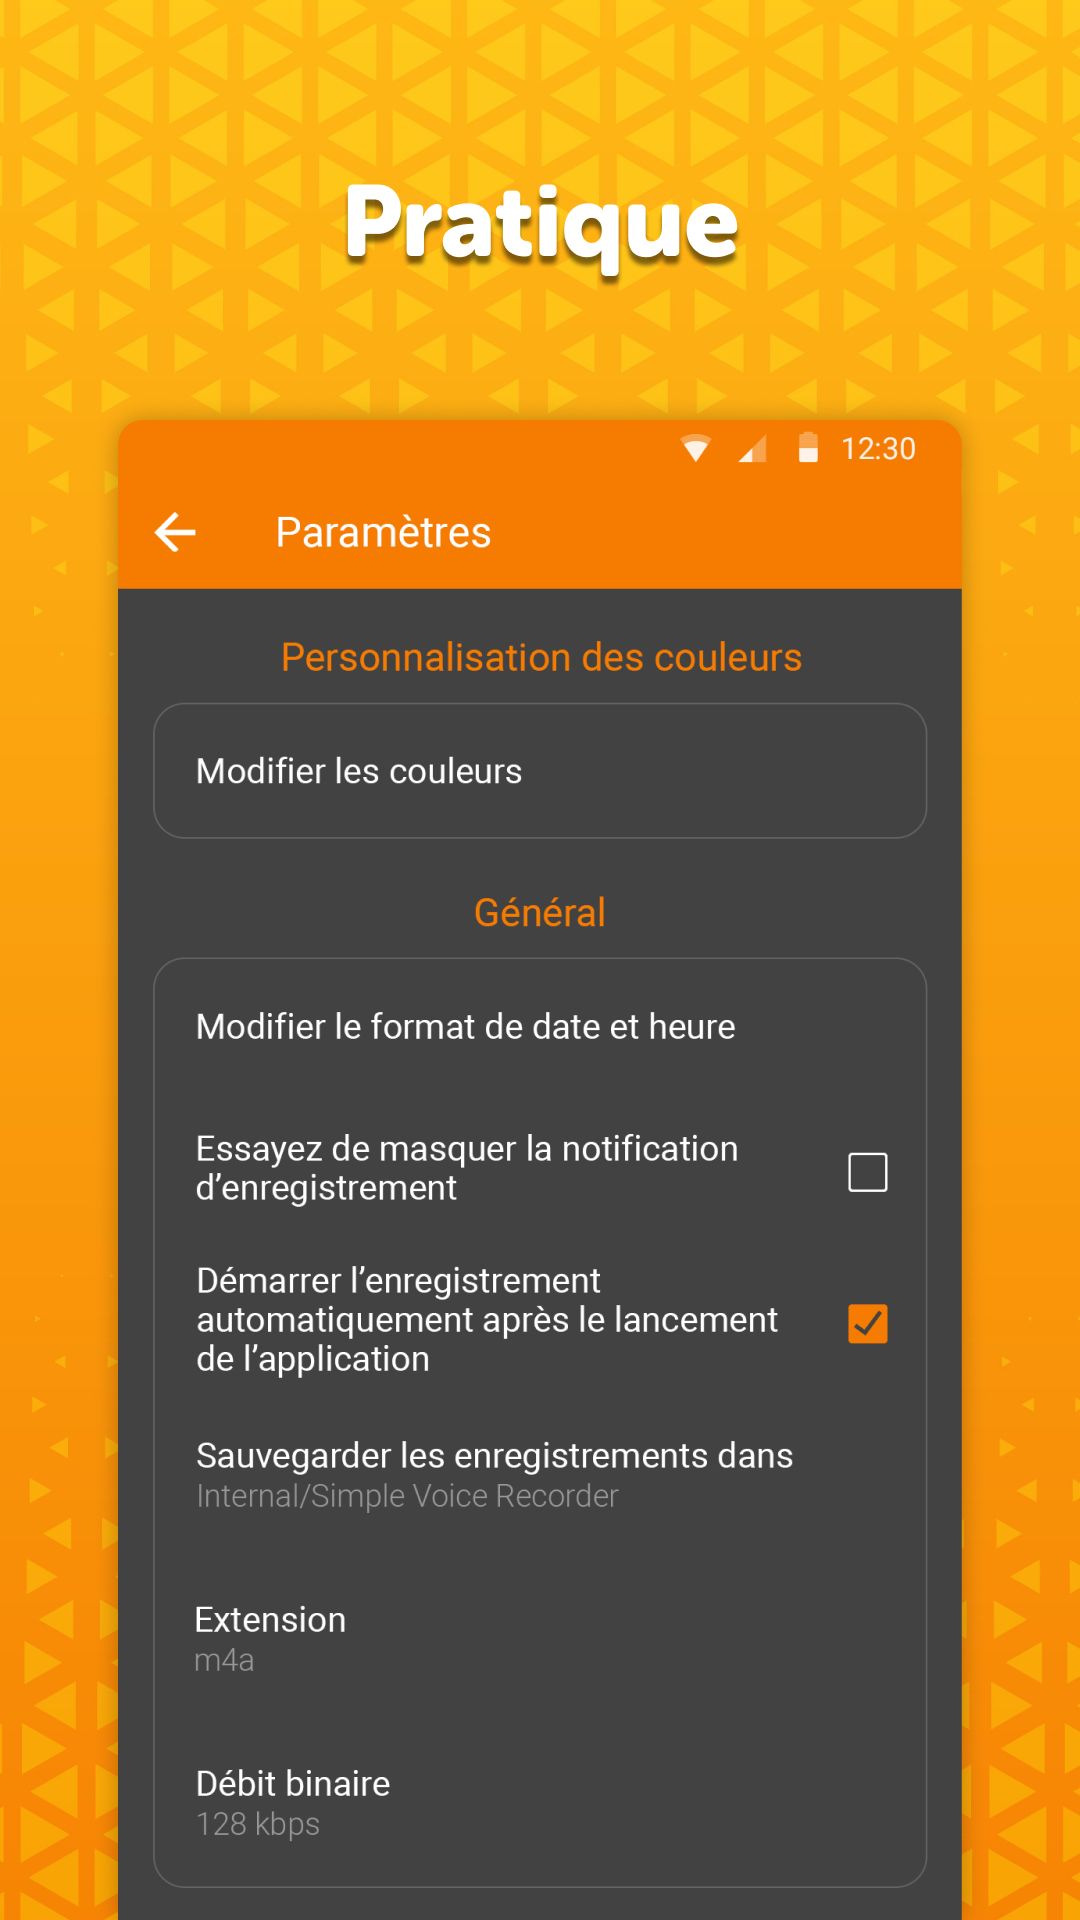 Pratique
12:30
Paramètres
Personnalisation des couleurs
Modifier les couleurs
Général
Modifier le format de date et heure
Essayez de masquer la notification
d’enregistrement
Démarrer l’enregistrement
automatiquement après le lancement
de l’application
Sauvegarder les enregistrements dans
Internal/Simple Voice Recorder
Extension
m4a
Débit binaire
128 kbps